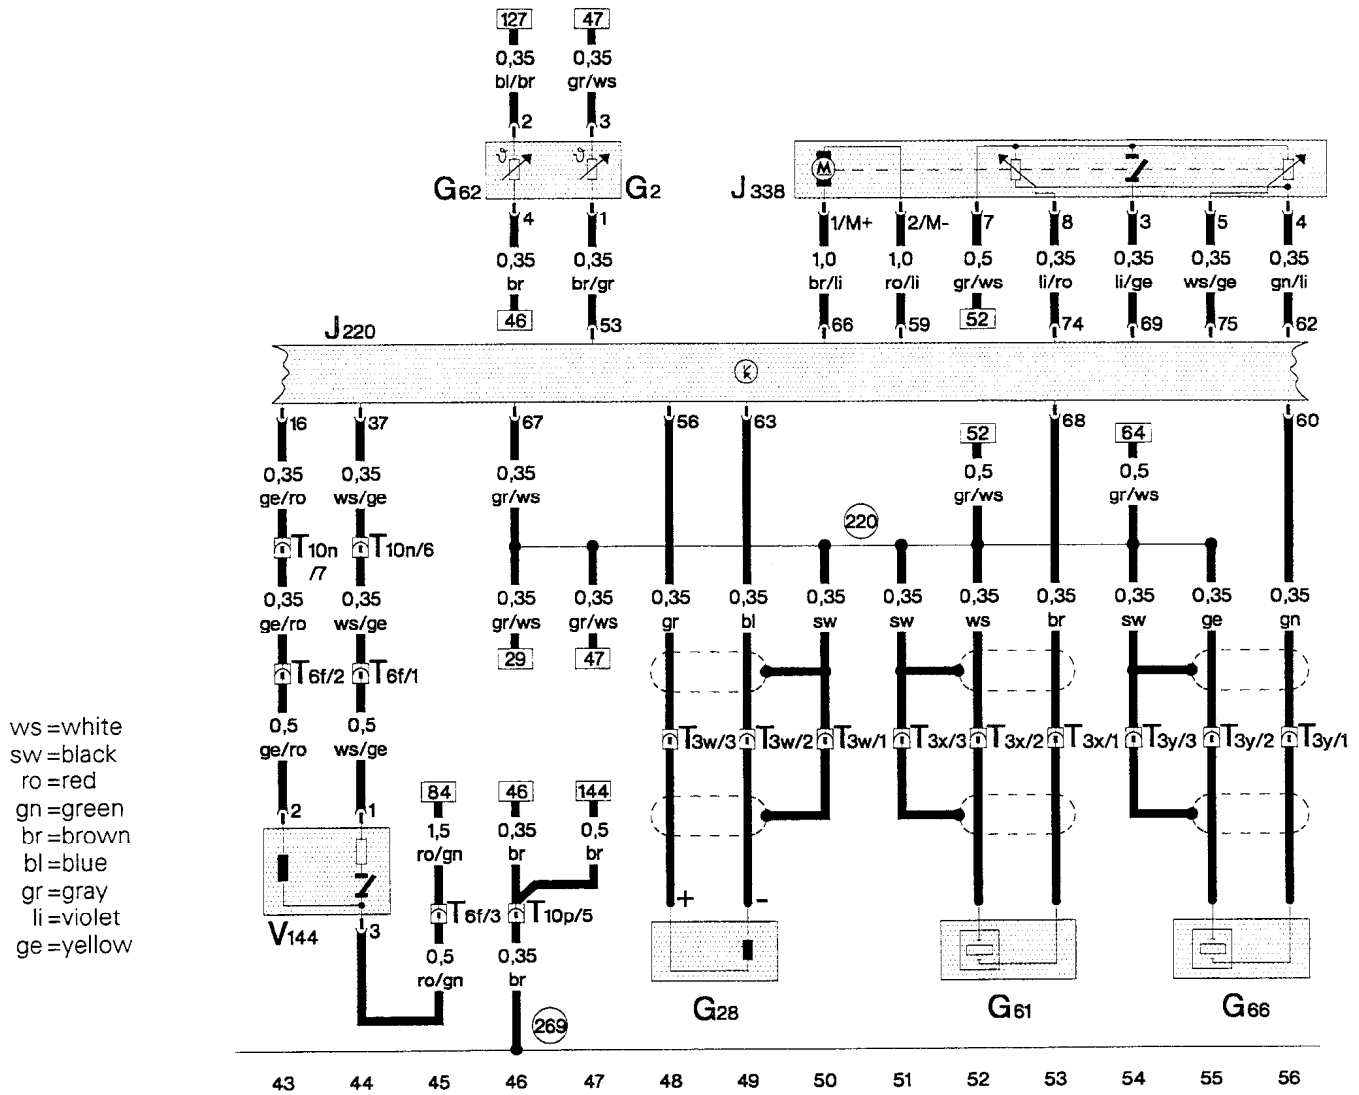 127 47
0,35 0,35
bl/br gr/ws
2 3
ϑ ϑ
G62 G2 J338 M
4 1 1/M+ 2/M- 7 8 3 5 4
0,35 0,35 1,0 1,0 0,5 0,35 0,35 0,35 0,35
br br/gr br/li ro/li gr/ws li/ro li/ge ws/ge gn/li
46 53 66 59 52 74 69 75 62
J220
K
16 37 67 56 63 68 60
52 64
0,35 0,35 0,35 0,5 0,5
ge/ro ws/ge gr/ws gr/ws gr/ws
220
T10n/7 T10n/6
0,35 0,35 0,35 0,35 0,35 0,35 0,35 0,35 0,35 0,35 0,35 0,35 0,35
ge/ro ws/ge gr/ws gr/ws gr bl sw sw ws br sw ge gn
29 47
T6f/2 T6f/1
0,5 0,5
ge/ro ws/ge
T3w/3 T3w/2 T3w/1 T3x/3 T3x/2 T3x/1 T3y/3 T3y/2 T3y/1
ws=white
sw=black
ro=red
gn=green
br=brown
bl=blue
gr=gray
li=violet
ge=yellow
84 46 144
2 1
1,5 0,35 0,5
ro/gn br br
+ -
T6f/3 T10p/5
V144 3
0,5 0,35
ro/gn br
G28 G61 G66
269
43 44 45 46 47 48 49 50 51 52 53 54 55 56